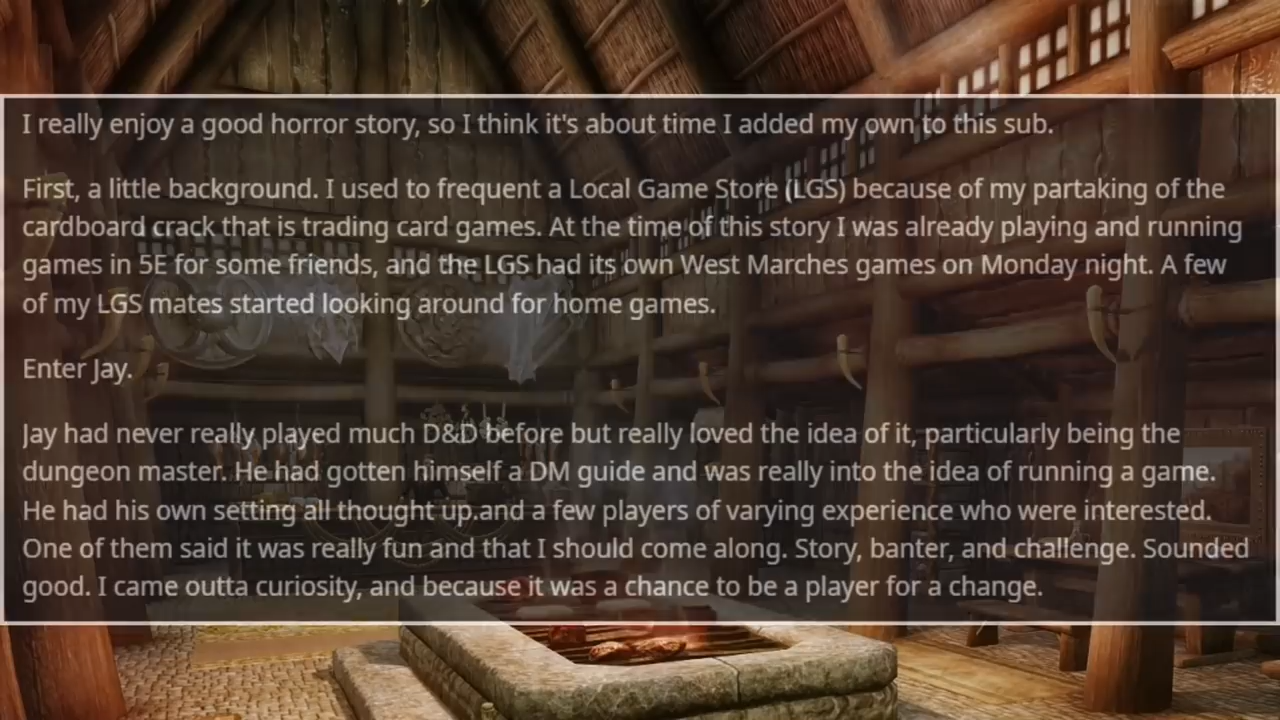 I really enjoy a good horror story, so I think it's about time I added my own to this sub.
First, a little background. I used to frequent a Local Game Store (LGS) because of my partaking of the
cardboard crack that is trading card games. At the time of this story I was already playing and running
games in 5E for some friends, and the LGS had its own West Marches games on Monday night. A few
of my LGS mates started looking around for home games.
Enter Jay.
Jay had never really played much D&D before but really loved the idea of it, particularly being the
dungeon master. He had gotten himself a DM guide and was really into the idea of running a game.
He had his own setting all thought up.and a few players of varying experience who were interested.
One of them said it was really fun and that I should come along. Story, banter, and challenge. Sounded
good. I came outta curiosity, and because it was a chance to be a player for a change.